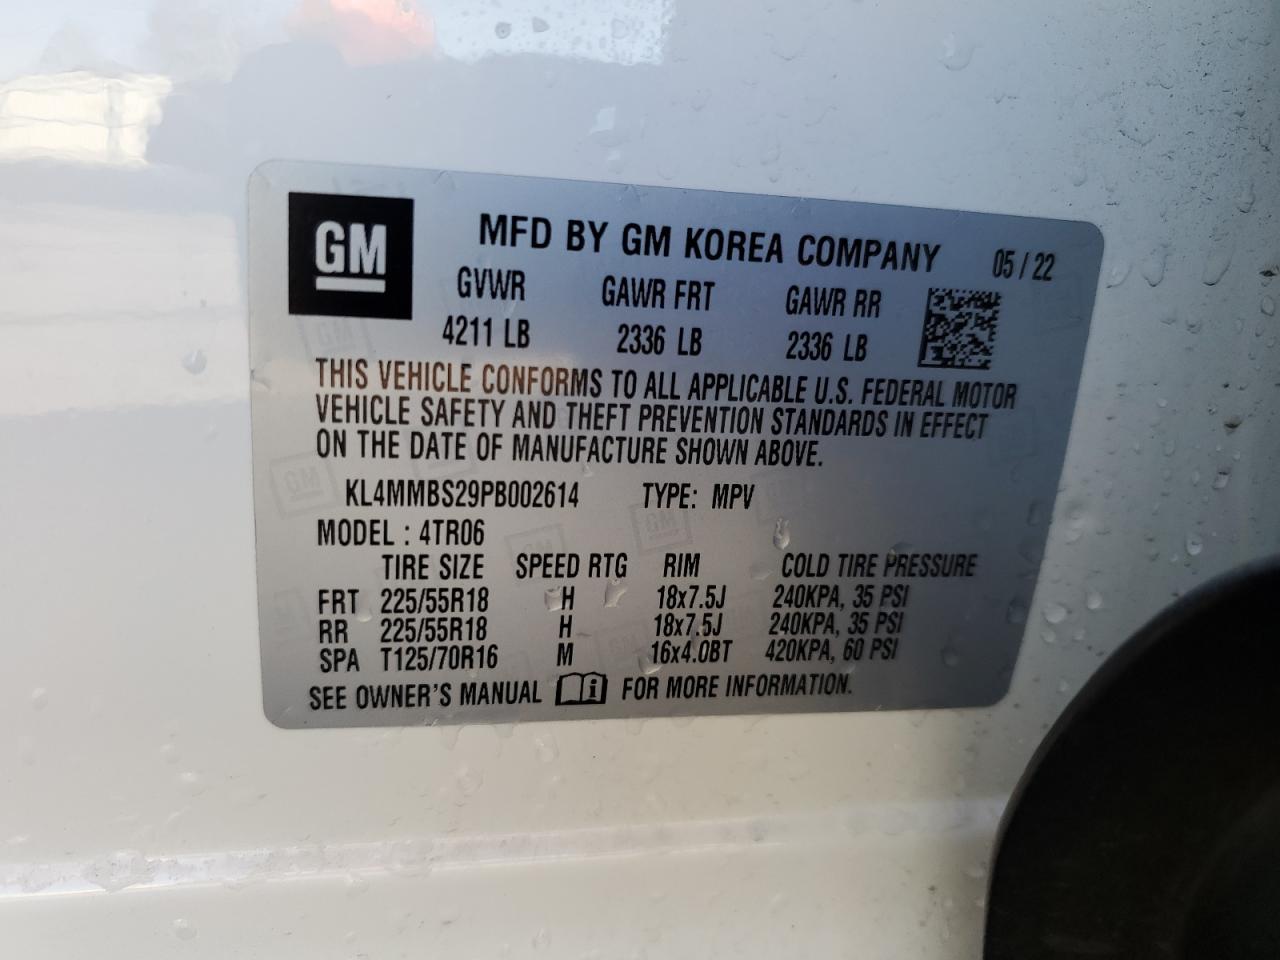 GM
MFD BY GM KOREA COMPANY 05 / 22
GVWR GAWR FRT GAWR RR
4211 LB 2336 LB 2336 LB
THIS VEHICLE CONFORMS TO ALL APPLICABLE U.S. FEDERAL MOTOR
VEHICLE SAFETY AND THEFT PREVENTION STANDARDS IN EFFECT
ON THE DATE OF MANUFACTURE SHOWN ABOVE.
KL4MMBS29PB002614 TYPE: MPV
MODEL : 4TR06
TIRE SIZE SPEED RTG RIM COLD TIRE PRESSURE
FRT 225/55R18 H 18x7.5J 240KPA, 35 PSI
RR 225/55R18 H 18x7.5J 240KPA, 35 PSI
SPA T125/70R16 M 16x4.0BT 420KPA, 60 PSI
SEE OWNER'S MANUAL i FOR MORE INFORMATION.